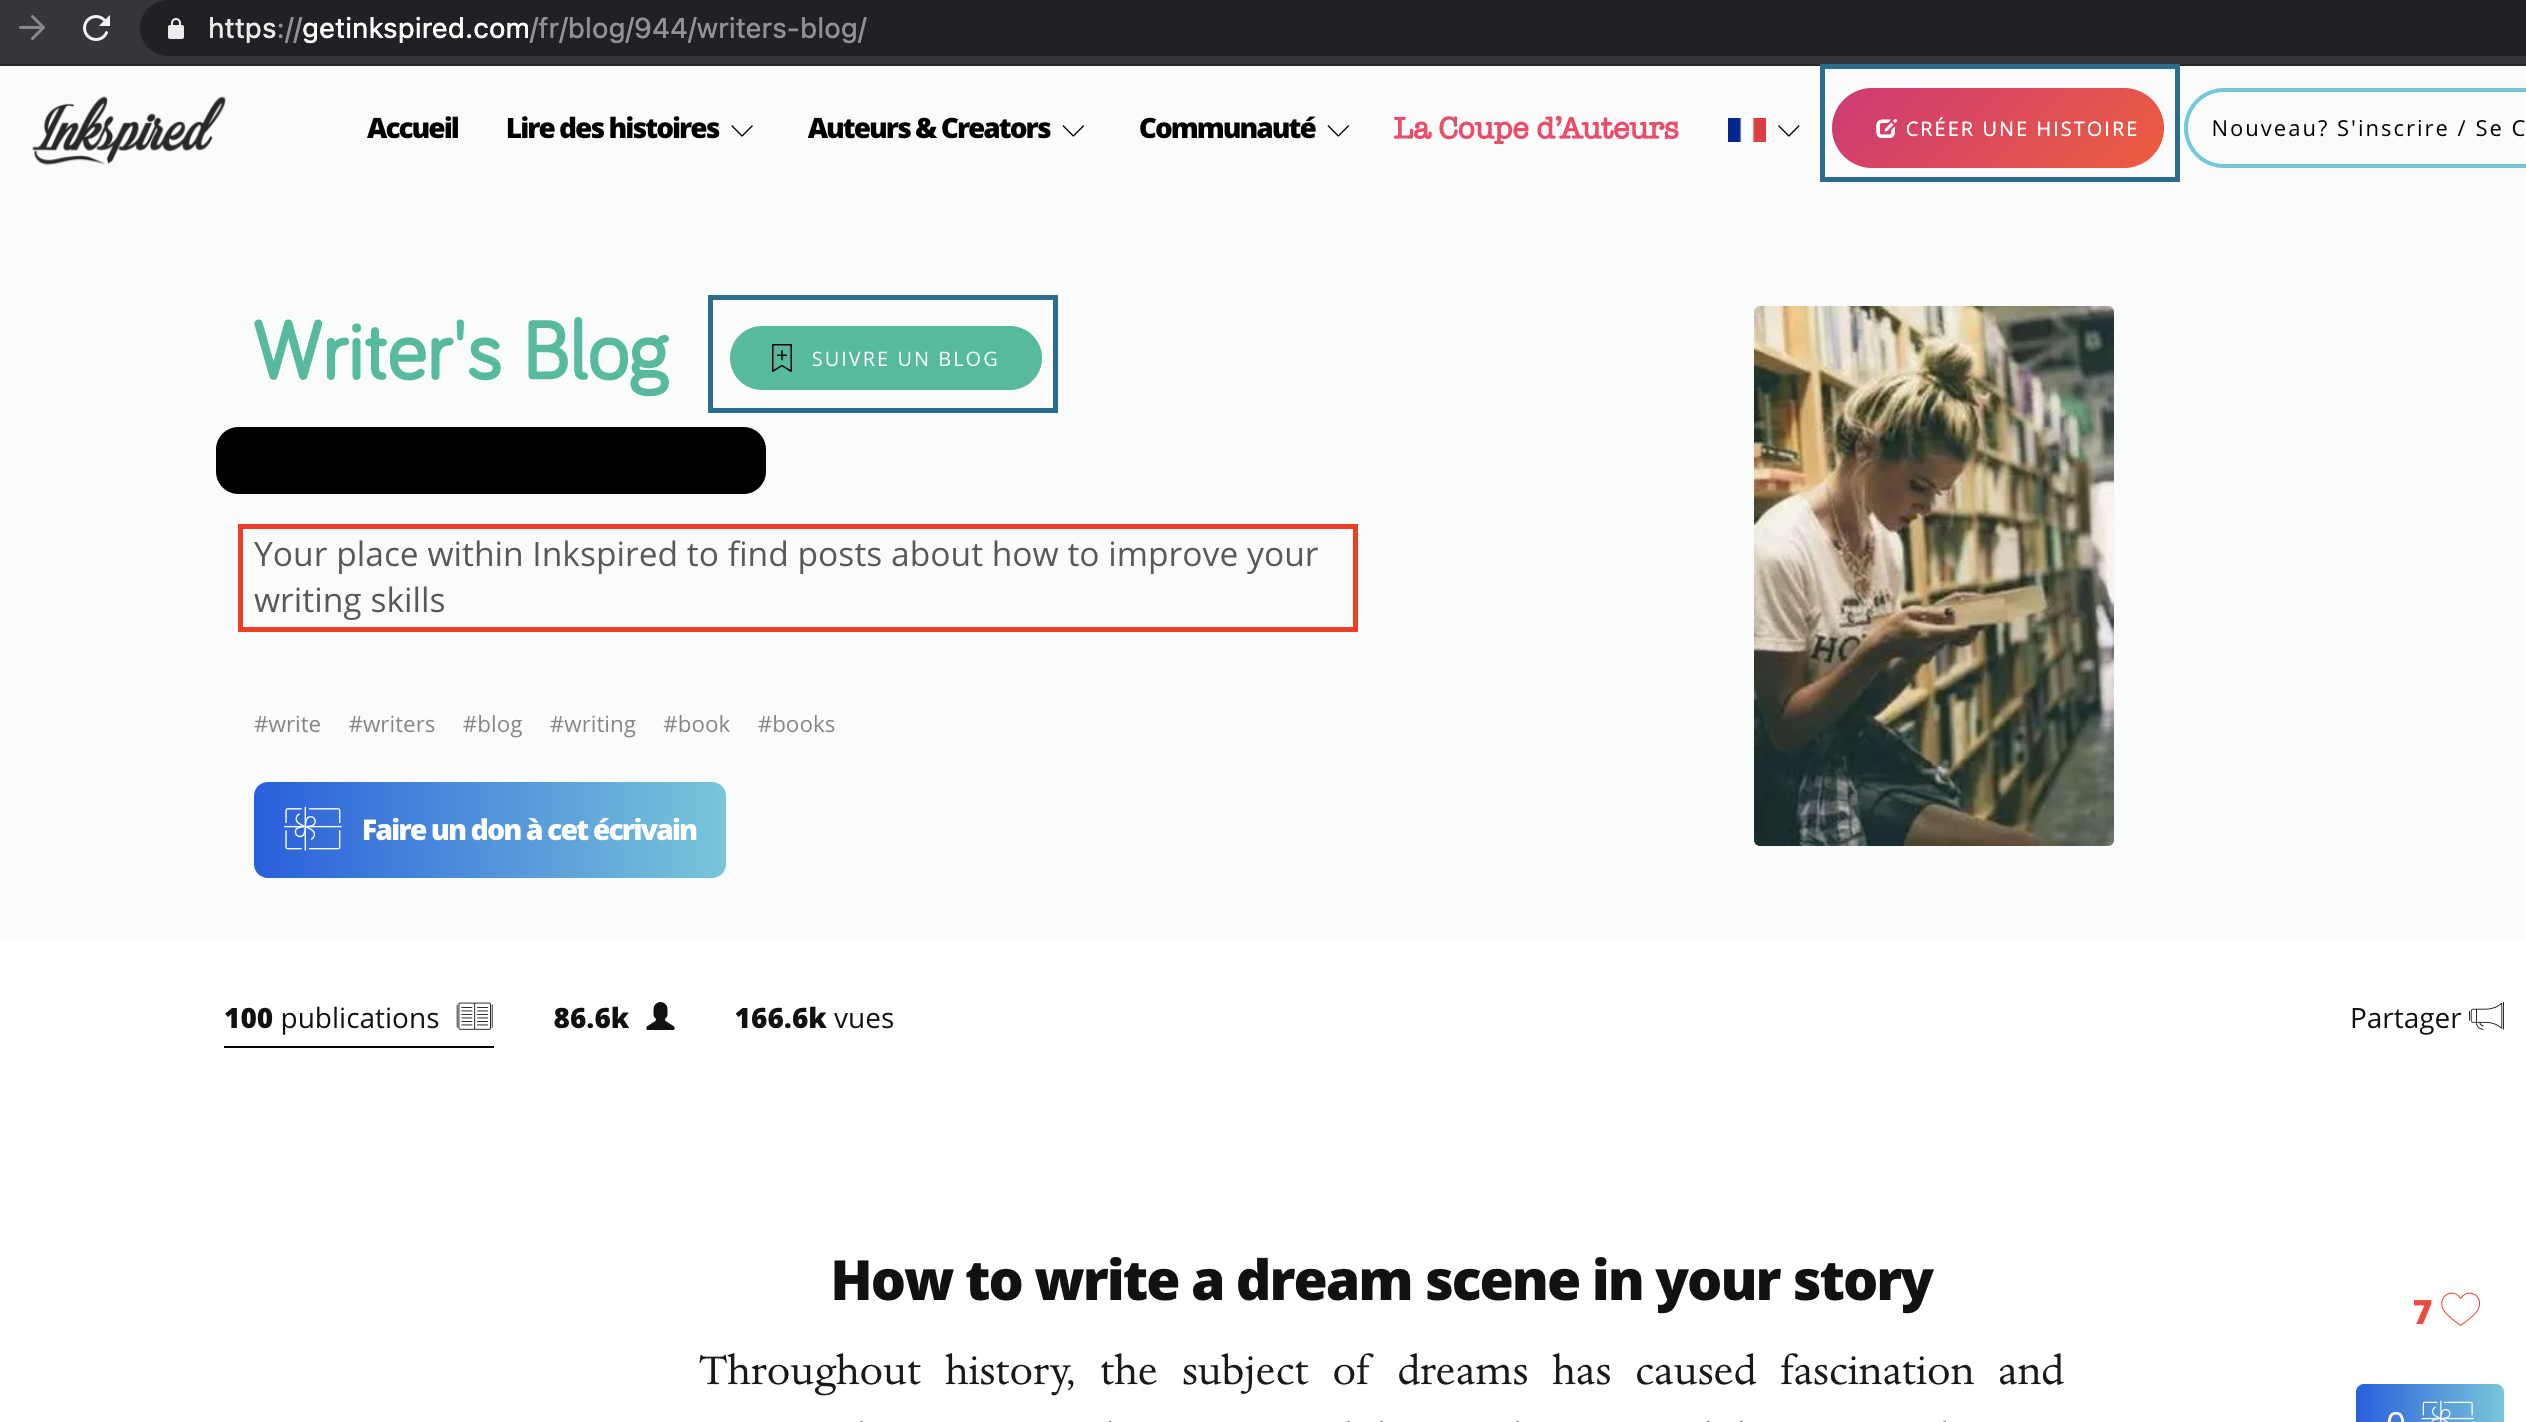 https://getinkspired.com/fr/blog/944/writers-blog/
Inkspired
Accueil
Lire des histoires
Auteurs & Creators
Communauté
La Coupe d'Auteurs
CRÉER UNE HISTOIRE
Nouveau? S'inscrire / Se C
Writer's Blog
SUIVRE UN BLOG
Your place within Inkspired to find posts about how to improve your
writing skills
#write #writers #blog #writing #book #books
Faire un don à cet écrivain
100 publications
86.6k
166.6k vues
Partager
How to write a dream scene in your story
7
Throughout history, the subject of dreams has caused fascination and